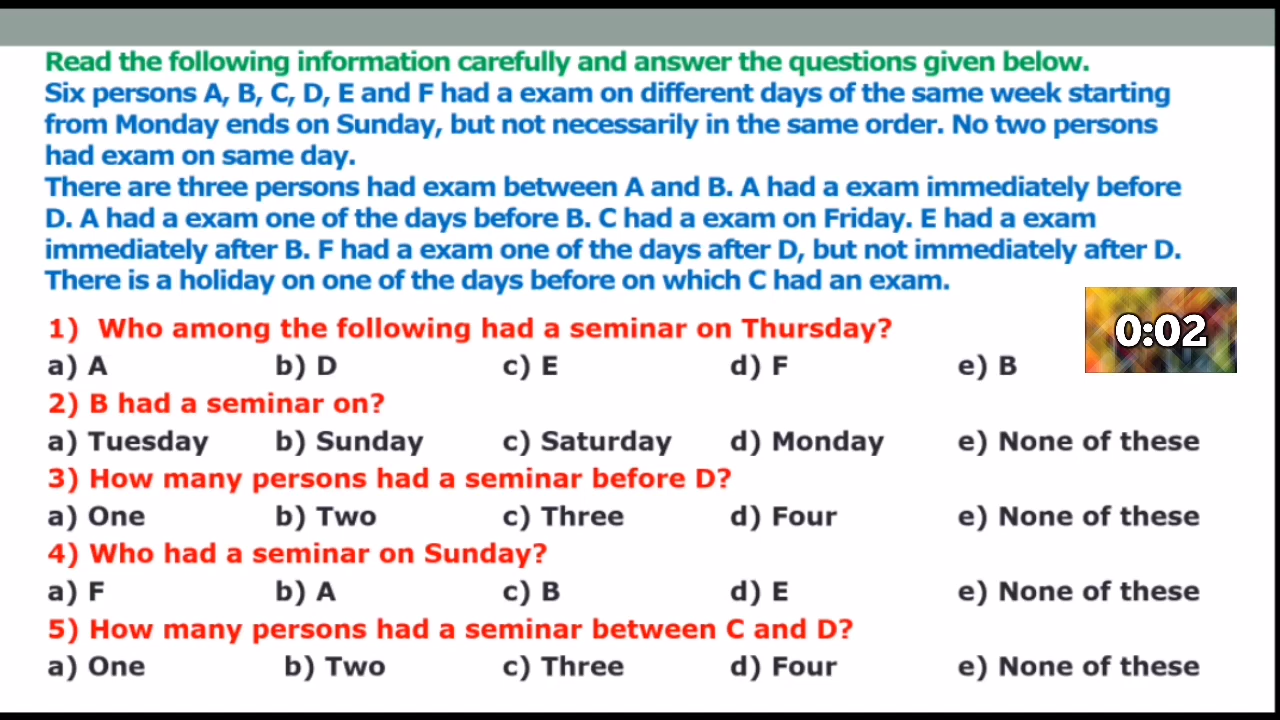 Read the following information carefully and answer the questions given below.
Six persons A, B, C, D, E and F had a exam on different days of the same week starting
from Monday ends on Sunday, but not necessarily in the same order. No two persons
had exam on same day.
There are three persons had exam between A and B. A had a exam immediately before
D. A had a exam one of the days before B. C had a exam on Friday. E had a exam
immediately after B. F had a exam one of the days after D, but not immediately after D.
There is a holiday on one of the days before on which C had an exam.
1) Who among the following had a seminar on Thursday?
0:02
a) A b) D c) E d) F e) B
2) B had a seminar on?
a) Tuesday b) Sunday c) Saturday d) Monday e) None of these
3) How many persons had a seminar before D?
a) One b) Two c) Three d) Four e) None of these
4) Who had a seminar on Sunday?
a) F b) A c) B d) E e) None of these
5) How many persons had a seminar between C and D?
a) One b) Two c) Three d) Four e) None of these